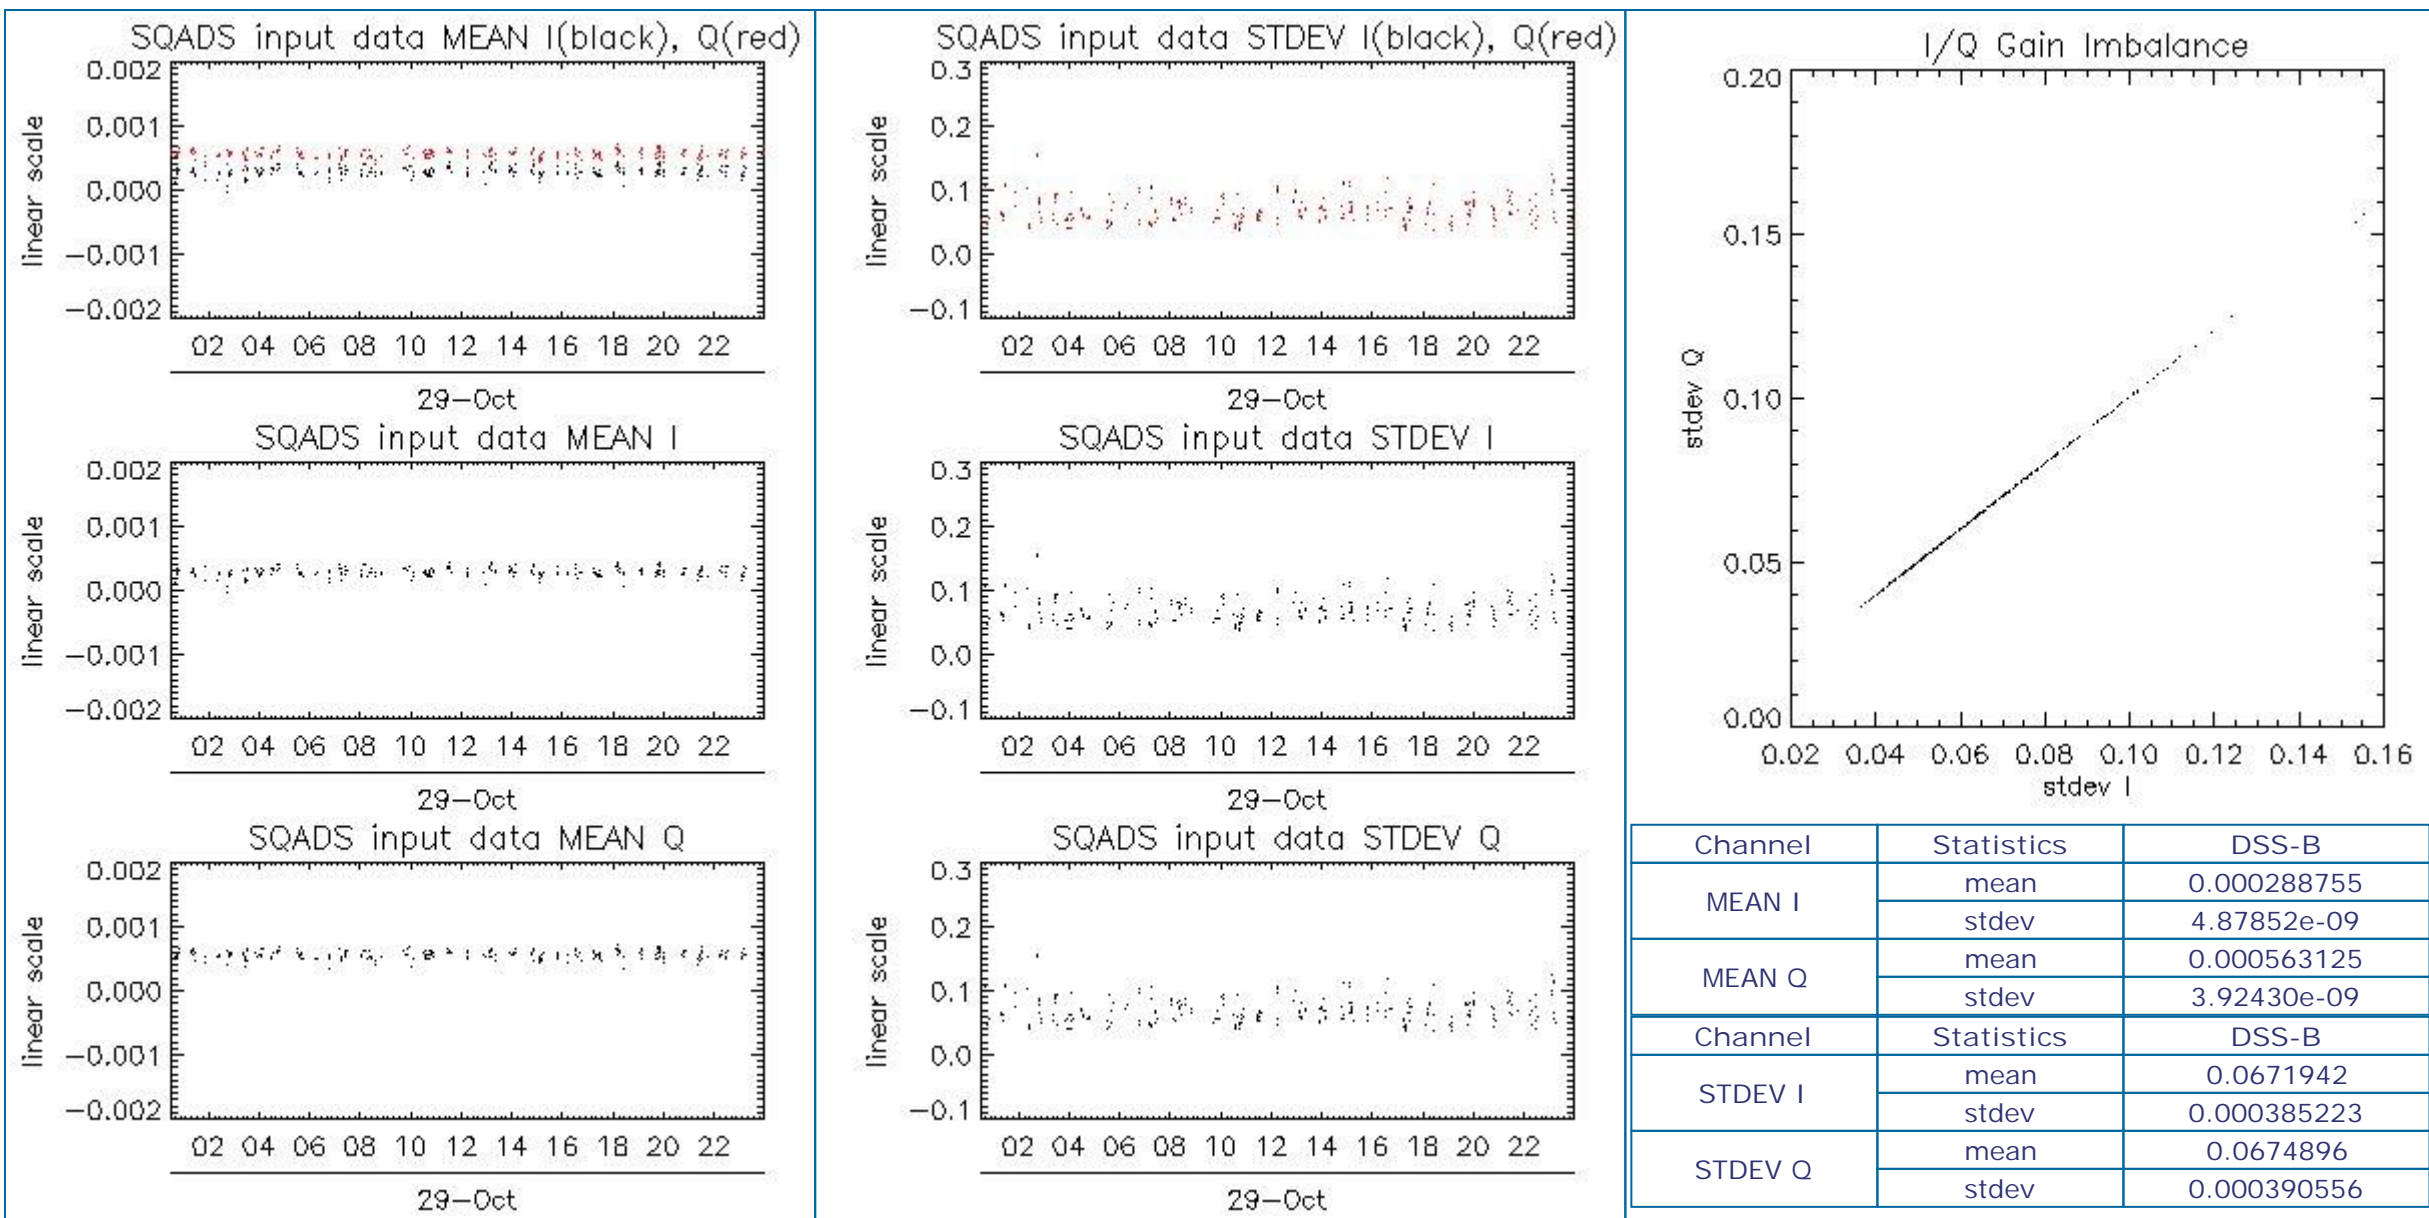 SQADS input data MEAN I(black), Q(red)
0.002
0.001
0.000
−0.001
−0.002
linear scale
02 04 06 08 10 12 14 16 18 20 22
29−Oct
SQADS input data MEAN I
0.002
0.001
0.000
−0.001
−0.002
linear scale
02 04 06 08 10 12 14 16 18 20 22
29−Oct
SQADS input data MEAN Q
0.002
0.001
0.000
−0.001
−0.002
linear scale
02 04 06 08 10 12 14 16 18 20 22
29−Oct
SQADS input data STDEV I(black), Q(red)
0.3
0.2
0.1
0.0
−0.1
linear scale
02 04 06 08 10 12 14 16 18 20 22
29−Oct
SQADS input data STDEV I
0.3
0.2
0.1
0.0
−0.1
linear scale
02 04 06 08 10 12 14 16 18 20 22
29−Oct
SQADS input data STDEV Q
0.3
0.2
0.1
0.0
−0.1
linear scale
02 04 06 08 10 12 14 16 18 20 22
29−Oct
I/Q Gain Imbalance
0.20
0.15
0.10
0.05
0.00
stdev Q
0.02 0.04 0.06 0.08 0.10 0.12 0.14 0.16
stdev I
Channel Statistics DSS-B
MEAN I mean 0.000288755
stdev 4.87852e-09
MEAN Q mean 0.000563125
stdev 3.92430e-09
Channel Statistics DSS-B
STDEV I mean 0.0671942
stdev 0.000385223
STDEV Q mean 0.0674896
stdev 0.000390556